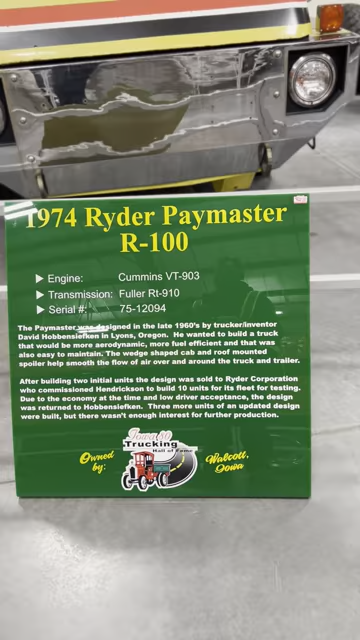 1974 Ryder Paymaster
R-100
Engine: Cummins VT-903
Transmission: Fuller Rt-910
Serial #: 75-12094
The Paymaster was designed in the late 1960's by trucker/inventor
David Hobbensiefken in Lyons, Oregon. He wanted to build a truck
that would be more aerodynamic, more fuel efficient and that was
also easy to maintain. The wedge shaped cab and roof mounted
spoiler help smooth the flow of air over and around the truck and trailer.
After building two initial units the design was sold to Ryder Corporation
who commissioned Hendrickson to build 10 units for its fleet for testing.
Due to the economy at the time and low driver acceptance, the design
was returned to Hobbensiefken. Three more units of an updated design
were built, but there wasn't enough interest for further production.
Owned
by:
Iowa 80
Trucking
Hall of Fame
Walcott,
Iowa